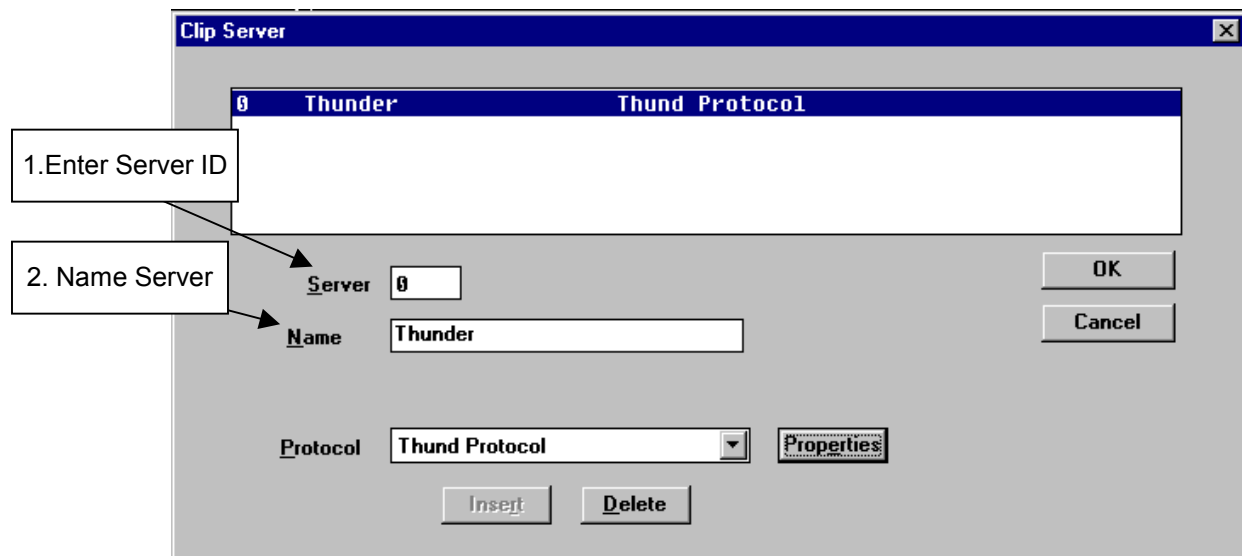 Clip Server
0 Thunder Thund Protocol
1.Enter Server ID
2. Name Server
Server 0
OK
Name Thunder
Cancel
Protocol Thund Protocol Properties
Insert Delete